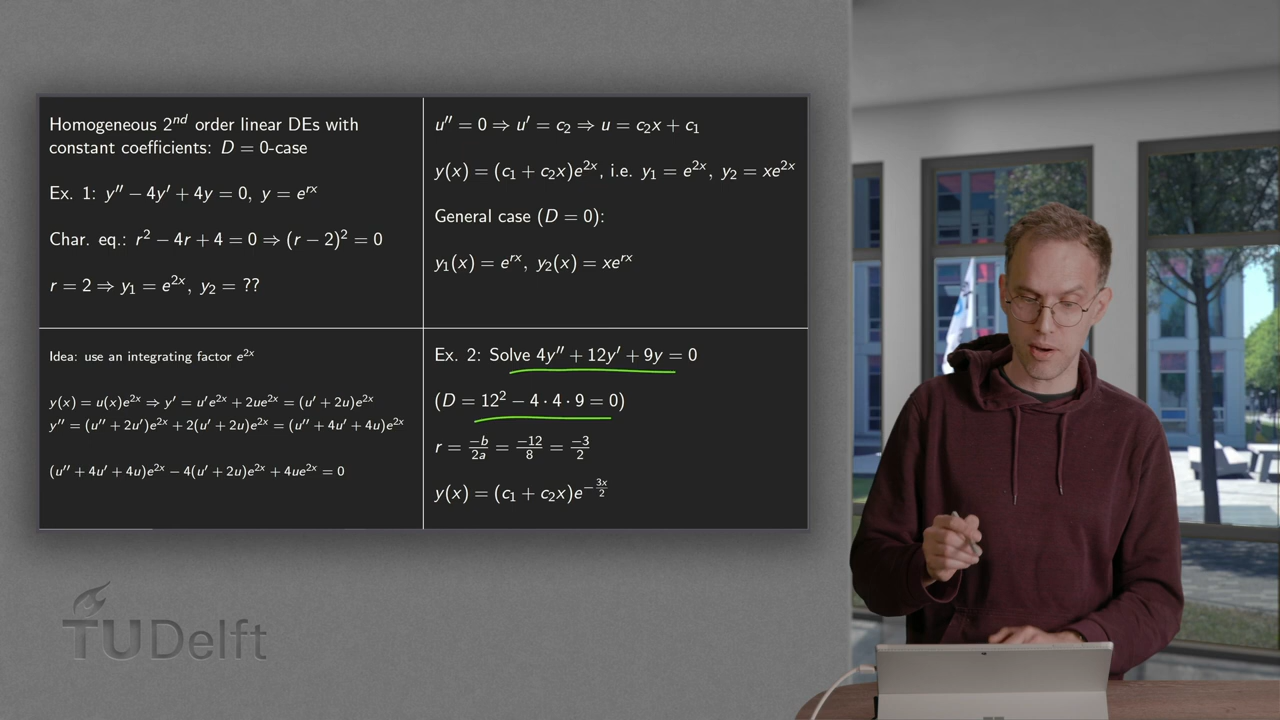 Homogeneous 2nd order linear DEs with
constant coefficients: D = 0-case
Ex. 1: y″ − 4y′ + 4y = 0, y = e^{rx}
Char. eq.: r² − 4r + 4 = 0 ⇒ (r − 2)² = 0
r = 2 ⇒ y₁ = e^{2x}, y₂ = ??
u″ = 0 ⇒ u′ = c₂ ⇒ u = c₂x + c₁
y(x) = (c₁ + c₂x)e^{2x}, i.e. y₁ = e^{2x}, y₂ = xe^{2x}
General case (D = 0):
y₁(x) = e^{rx}, y₂(x) = xe^{rx}
Idea: use an integrating factor e^{2x}
y(x) = u(x)e^{2x} ⇒ y′ = u′e^{2x} + 2ue^{2x} = (u′ + 2u)e^{2x}
y″ = (u″ + 2u′)e^{2x} + 2(u′ + 2u)e^{2x} = (u″ + 4u′ + 4u)e^{2x}
(u″ + 4u′ + 4u)e^{2x} − 4(u′ + 2u)e^{2x} + 4ue^{2x} = 0
Ex. 2: Solve 4y″ + 12y′ + 9y = 0
(D = 12² − 4 · 4 · 9 = 0)
r = −b/2a = −12/8 = −3/2
y(x) = (c₁ + c₂x)e^{−3x/2}
TUDelft